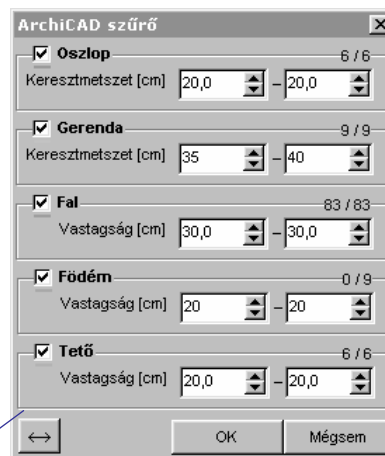 ArchiCAD szűrő
Oszlop 6 / 6
Keresztmetszet [cm] 20,0 – 20,0
Gerenda 9 / 9
Keresztmetszet [cm] 35 – 40
Fal 83 / 83
Vastagság [cm] 30,0 – 30,0
Födém 0 / 9
Vastagság [cm] 20 – 20
Tető 6 / 6
Vastagság [cm] 20,0 – 20,0
OK Mégsem